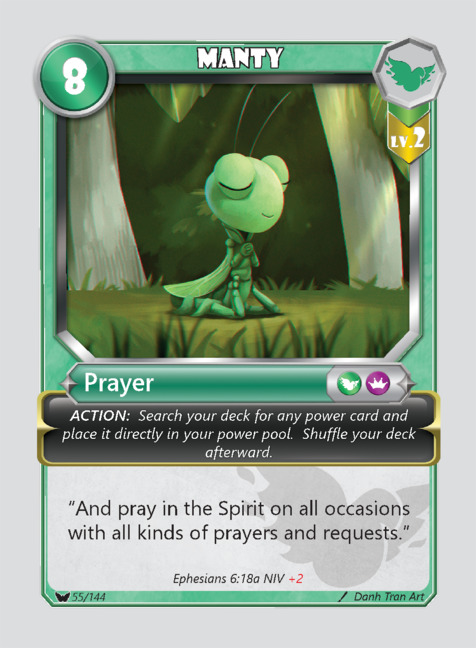 MANTY
8
LV.2
Prayer
ACTION: Search your deck for any power card and
place it directly in your power pool. Shuffle your deck
afterward.
“And pray in the Spirit on all occasions
with all kinds of prayers and requests.”
Ephesians 6:18a NIV +2
55/144
Danh Tran Art